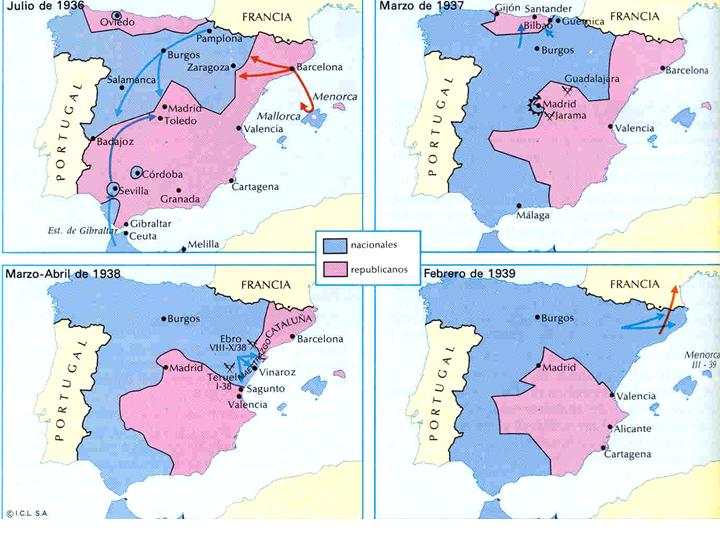 Julio de 1936
Oviedo
FRANCIA
Pamplona
Burgos
Zaragoza
Barcelona
Salamanca
Menorca
Mallorca
Madrid
Toledo
Valencia
PORTUGAL
Badajoz
Córdoba
Sevilla
Cartagena
Granada
Est. de Gibraltar
Gibraltar
Ceuta
Melilla
Marzo de 1937
Gijón Santander
FRANCIA
Bilbao
Guernica
Burgos
Barcelona
Guadalajara
Madrid
Jarama
Valencia
PORTUGAL
Málaga
nacionales
republicanos
Marzo-Abril de 1938
FRANCIA
Burgos
CATALUÑA
Ebro
VIII-X/38
Barcelona
MAESTRAZGO
Madrid
Teruel
I-38
Vinaroz
Sagunto
Valencia
PORTUGAL
© I.C.L. S.A.
Febrero de 1939
FRANCIA
Burgos
Menorca
III - 39
Madrid
Valencia
PORTUGAL
Alicante
Cartagena